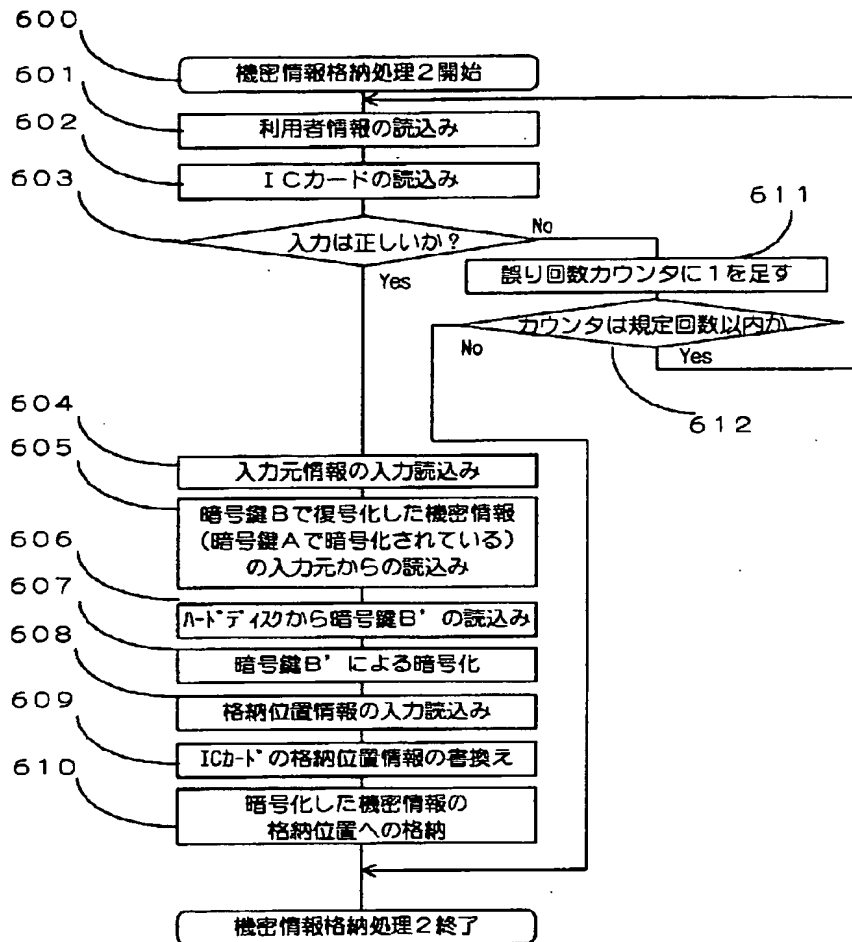 600
機密情報格納処理2開始
601
利用者情報の読込み
602
ICカードの読込み
603
入力は正しいか?
No
Yes
611
誤り回数カウンタに1を足す
カウンタは規定回数以内か
No
Yes
612
604
入力元情報の入力読込み
605
暗号鍵Bで復号化した機密情報
(暗号鍵Aで暗号化されている)
の入力元からの読込み
606
ハードディスクから暗号鍵B'の読込み
607
暗号鍵B'による暗号化
608
格納位置情報の入力読込み
609
ICカードの格納位置情報の書換え
610
暗号化した機密情報の
格納位置への格納
機密情報格納処理2終了